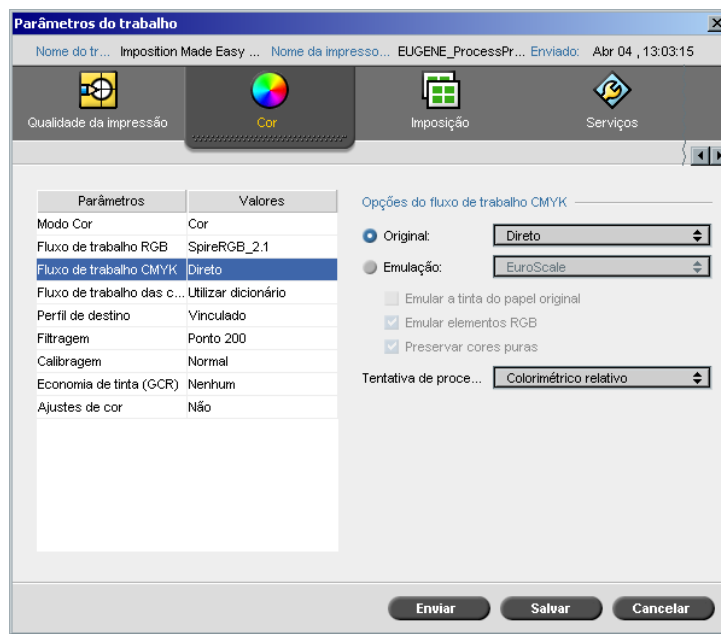 Parâmetros do trabalho
Nome do tr... Imposition Made Easy ... Nome da impresso... EUGENE_ProcessPr... Enviado: Abr 04 , 13:03:15
Qualidade da impressão Cor Imposição Serviços
Parâmetros Valores
Modo Cor Cor
Fluxo de trabalho RGB SpireRGB_2.1
Fluxo de trabalho CMYK Direto
Fluxo de trabalho das c... Utilizar dicionário
Perfil de destino Vinculado
Filtragem Ponto 200
Calibragem Normal
Economia de tinta (GCR) Nenhum
Ajustes de cor Não
Opções do fluxo de trabalho CMYK
Original: Direto
Emulação: EuroScale
Emular a tinta do papel original
Emular elementos RGB
Preservar cores puras
Tentativa de proce... Colorimétrico relativo
Enviar Salvar Cancelar